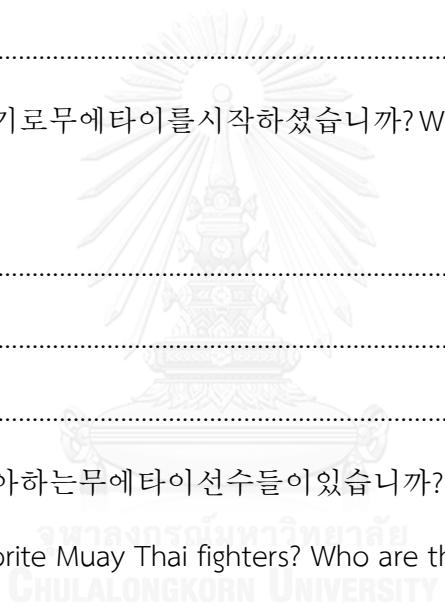 기로무에타이를시작하셨습니까? W
아하는무에타이선수들이있습니까?
จุฬาลงกรณ์มหาวิทยาลัย
orite Muay Thai fighters? Who are th
CHULALONGKORN UNIVERSITY